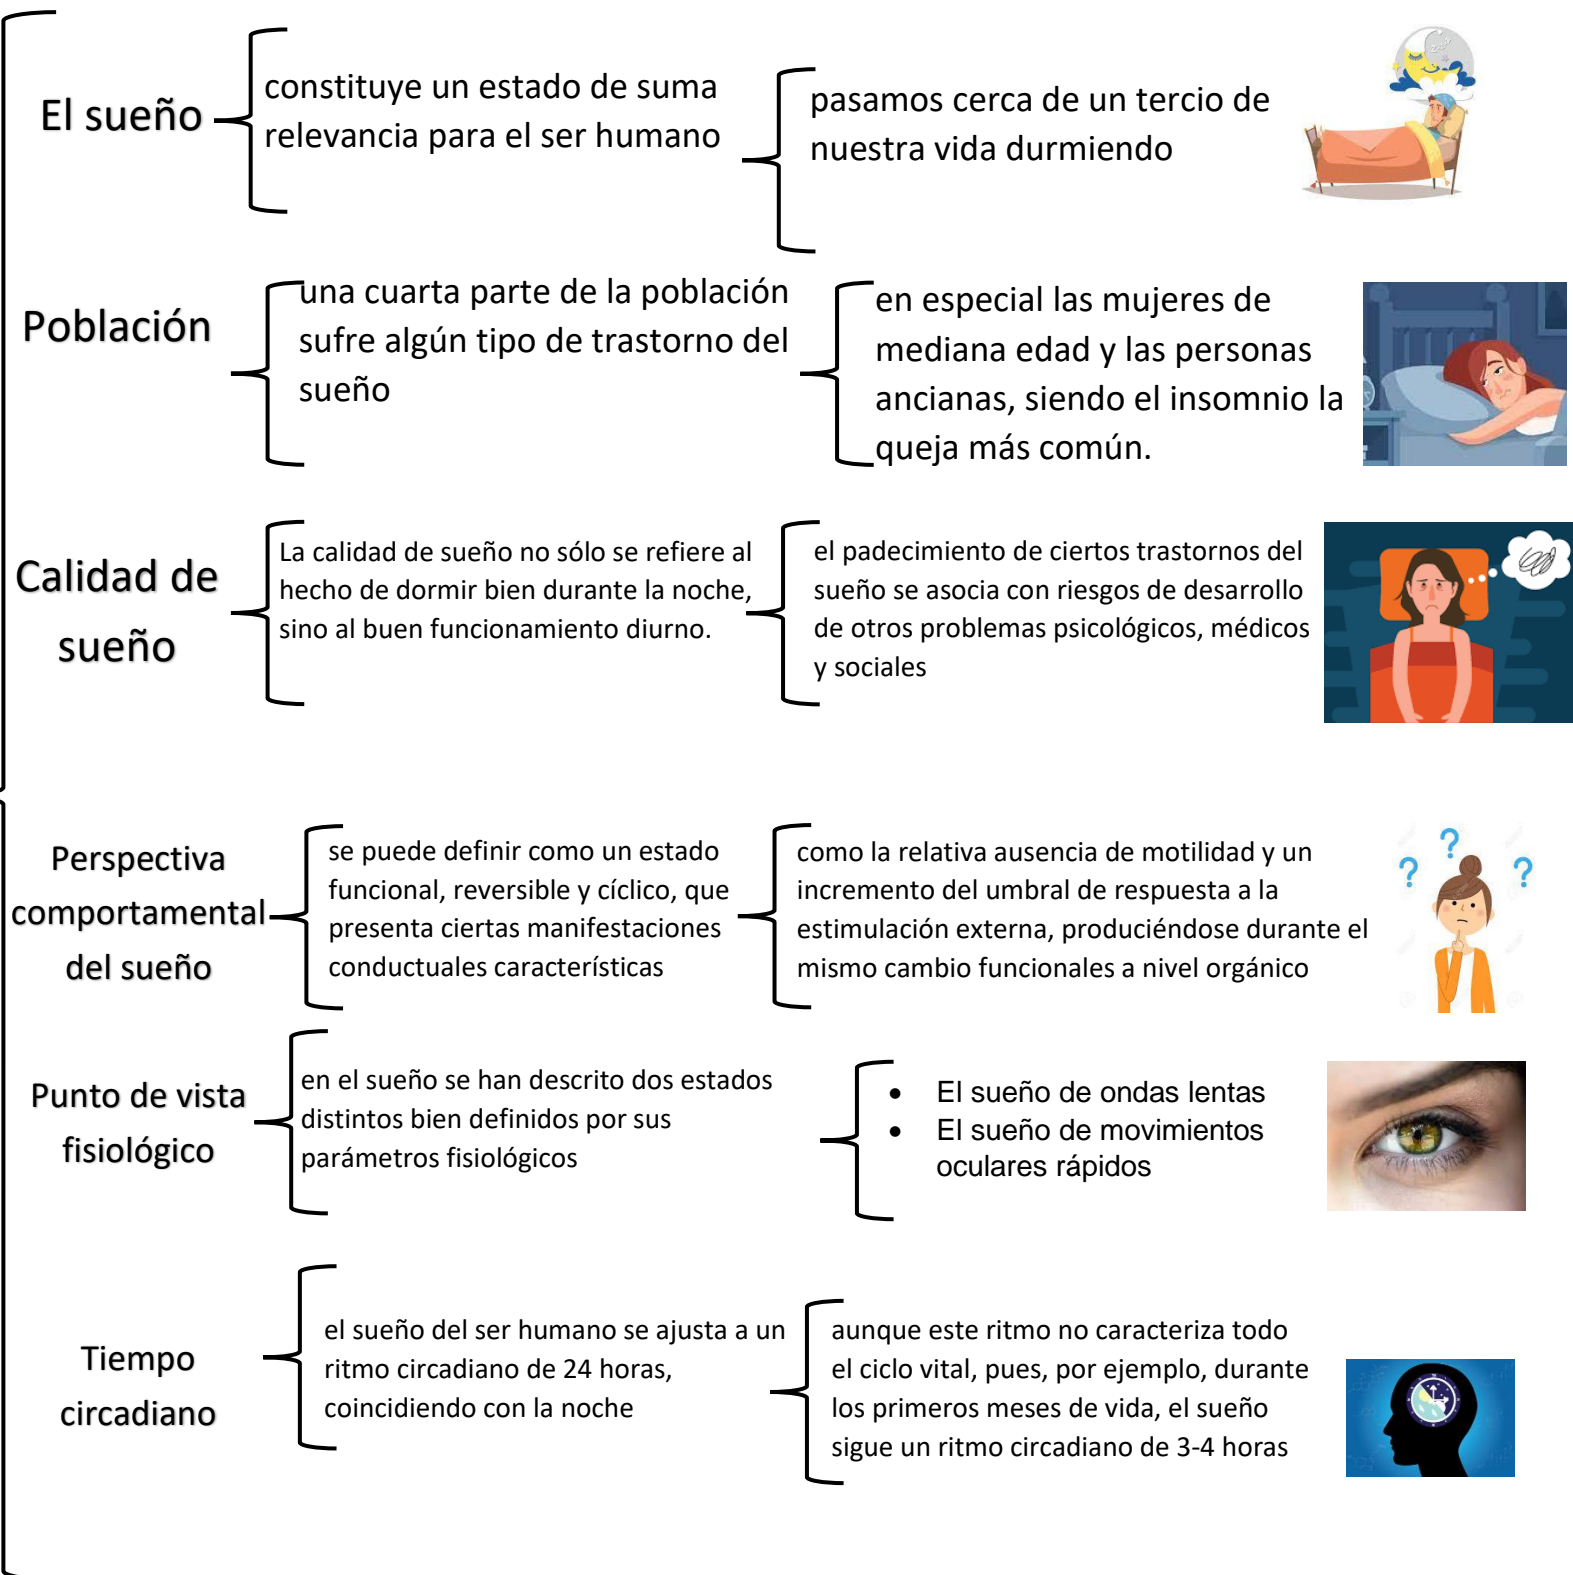 El sueño
constituye un estado de suma
relevancia para el ser humano
pasamos cerca de un tercio de
nuestra vida durmiendo
Población
una cuarta parte de la población
sufre algún tipo de trastorno del
sueño
en especial las mujeres de
mediana edad y las personas
ancianas, siendo el insomnio la
queja más común.
Calidad de
sueño
La calidad de sueño no sólo se refiere al
hecho de dormir bien durante la noche,
sino al buen funcionamiento diurno.
el padecimiento de ciertos trastornos del
sueño se asocia con riesgos de desarrollo
de otros problemas psicológicos, médicos
y sociales
Perspectiva
comportamental
del sueño
se puede definir como un estado
funcional, reversible y cíclico, que
presenta ciertas manifestaciones
conductuales características
como la relativa ausencia de motilidad y un
incremento del umbral de respuesta a la
estimulación externa, produciéndose durante el
mismo cambio funcionales a nivel orgánico
? ? ?
Punto de vista
fisiológico
en el sueño se han descrito dos estados
distintos bien definidos por sus
parámetros fisiológicos
• El sueño de ondas lentas
• El sueño de movimientos
oculares rápidos
Tiempo
circadiano
el sueño del ser humano se ajusta a un
ritmo circadiano de 24 horas,
coincidiendo con la noche
aunque este ritmo no caracteriza todo
el ciclo vital, pues, por ejemplo, durante
los primeros meses de vida, el sueño
sigue un ritmo circadiano de 3-4 horas